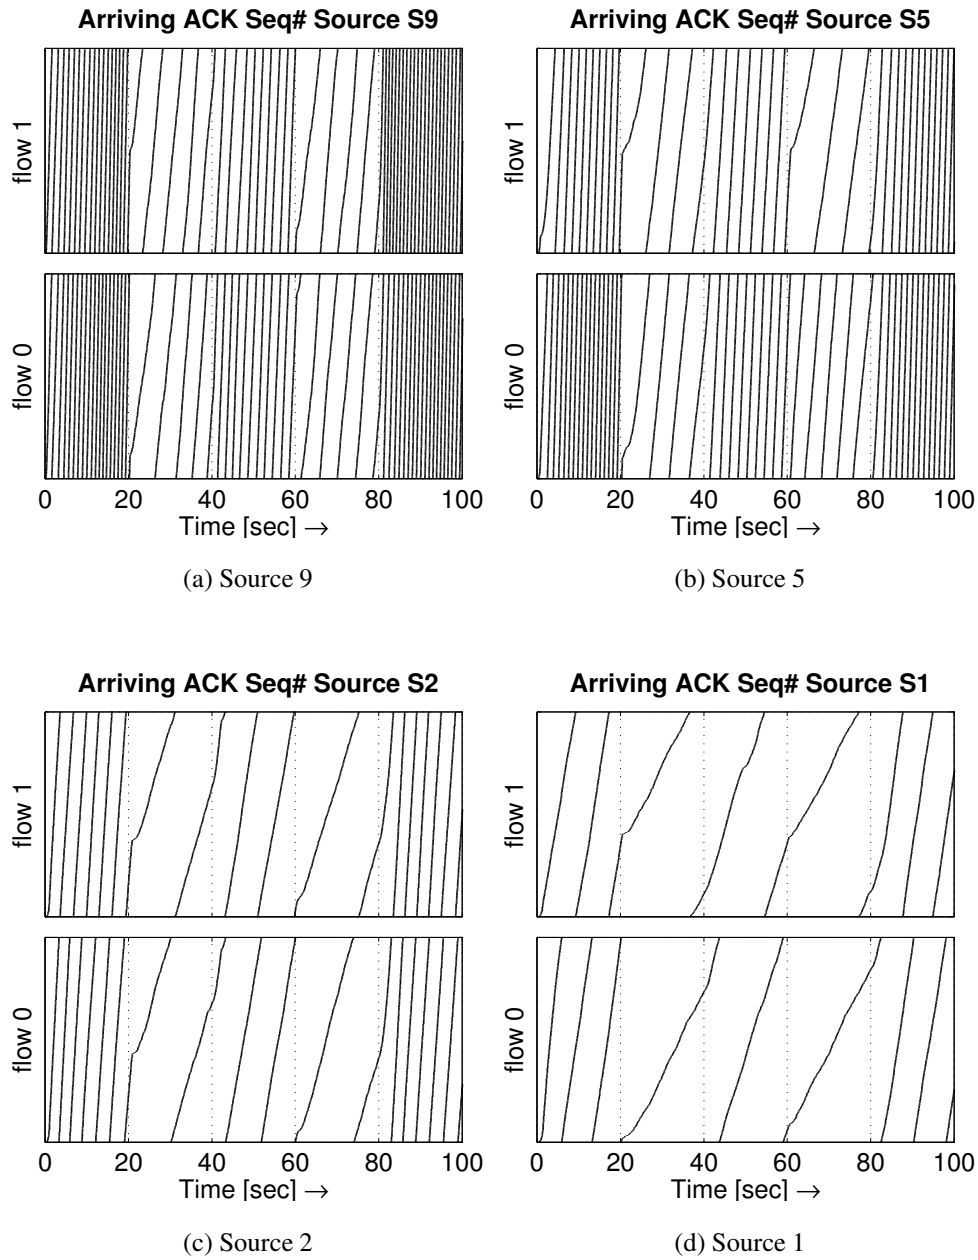 Arriving ACK Seq# Source S9
Arriving ACK Seq# Source S5
flow 1
flow 1
flow 0
flow 0
0 20 40 60 80 100
0 20 40 60 80 100
Time [sec] →
Time [sec] →
(a) Source 9
(b) Source 5
Arriving ACK Seq# Source S2
Arriving ACK Seq# Source S1
flow 1
flow 1
flow 0
flow 0
0 20 40 60 80 100
0 20 40 60 80 100
Time [sec] →
Time [sec] →
(c) Source 2
(d) Source 1